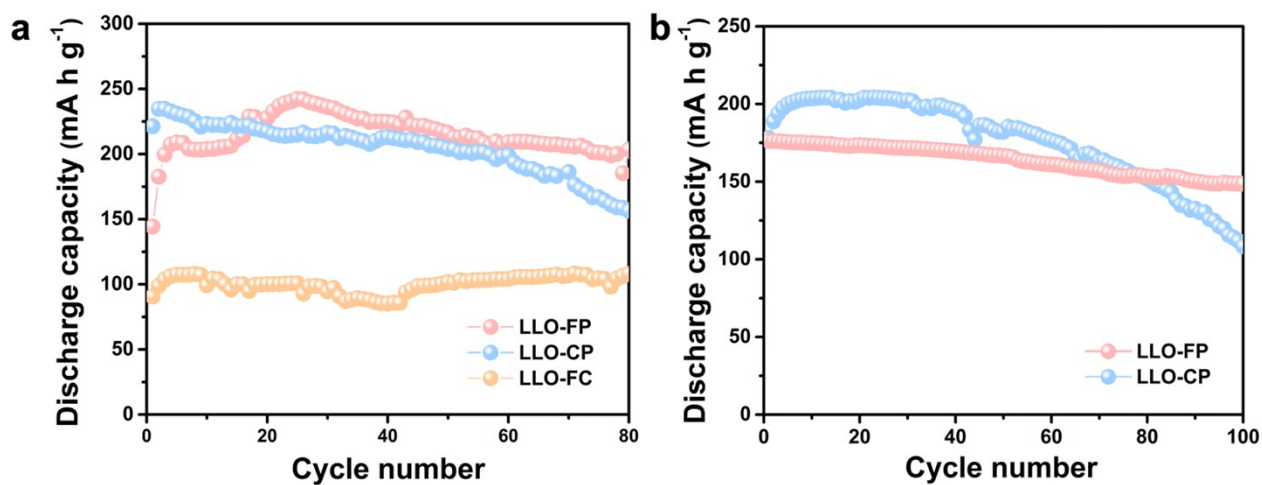 a
Discharge capacity (mA h g⁻¹)
300
250
200
150
100
50
0
0 20 40 60 80
Cycle number
LLO-FP
LLO-CP
LLO-FC
b
Discharge capacity (mA h g⁻¹)
250
200
150
100
50
0
0 20 40 60 80 100
Cycle number
LLO-FP
LLO-CP